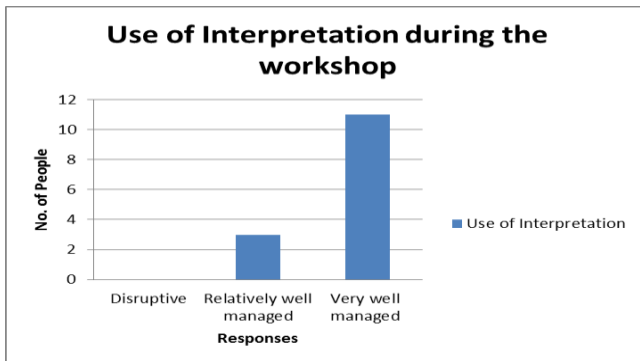 Use of Interpretation during the
workshop
12
10
8
6
4
2
0
No. of People
Disruptive
Relatively well
managed
Very well
managed
Responses
Use of Interpretation